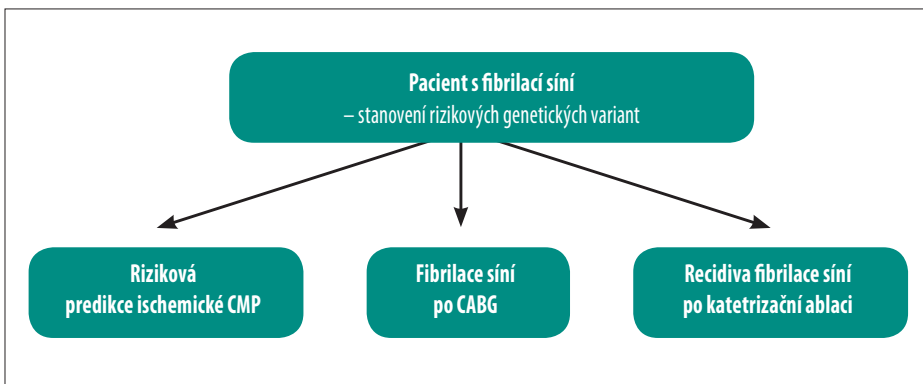 Pacient s fibrilací síní
– stanovení rizikových genetických variant
Riziková
predikce ischemické CMP
Fibrilace síní
po CABG
Recidiva fibrilace síní
po katetrizační ablaci